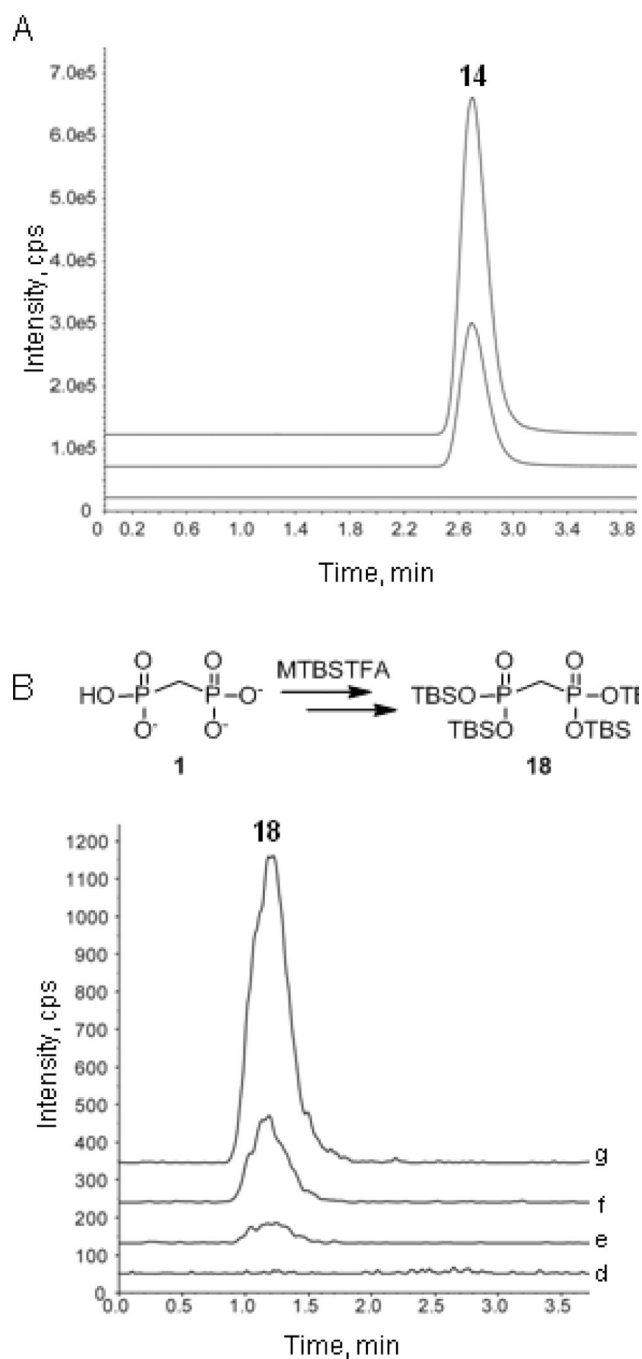 A
14
7.0e5
6.0e5
5.0e5
4.0e5
3.0e5
2.0e5
1.0e5
0
Intensity, cps
0 0.2 0.6 1.0 1.4 1.8 2.2 2.6 3.0 3.4 3.8
Time, min
B
O O
HO P P O-
O- O-
1
MTBSTFA
O O
TBSO P P OTB
TBSO OTBS
18
18
1200
1100
1000
900
800
700
600
500
400
300
200
100
0
Intensity, cps
g
f
e
d
0.0 0.5 1.0 1.5 2.0 2.5 3.0 3.5
Time, min